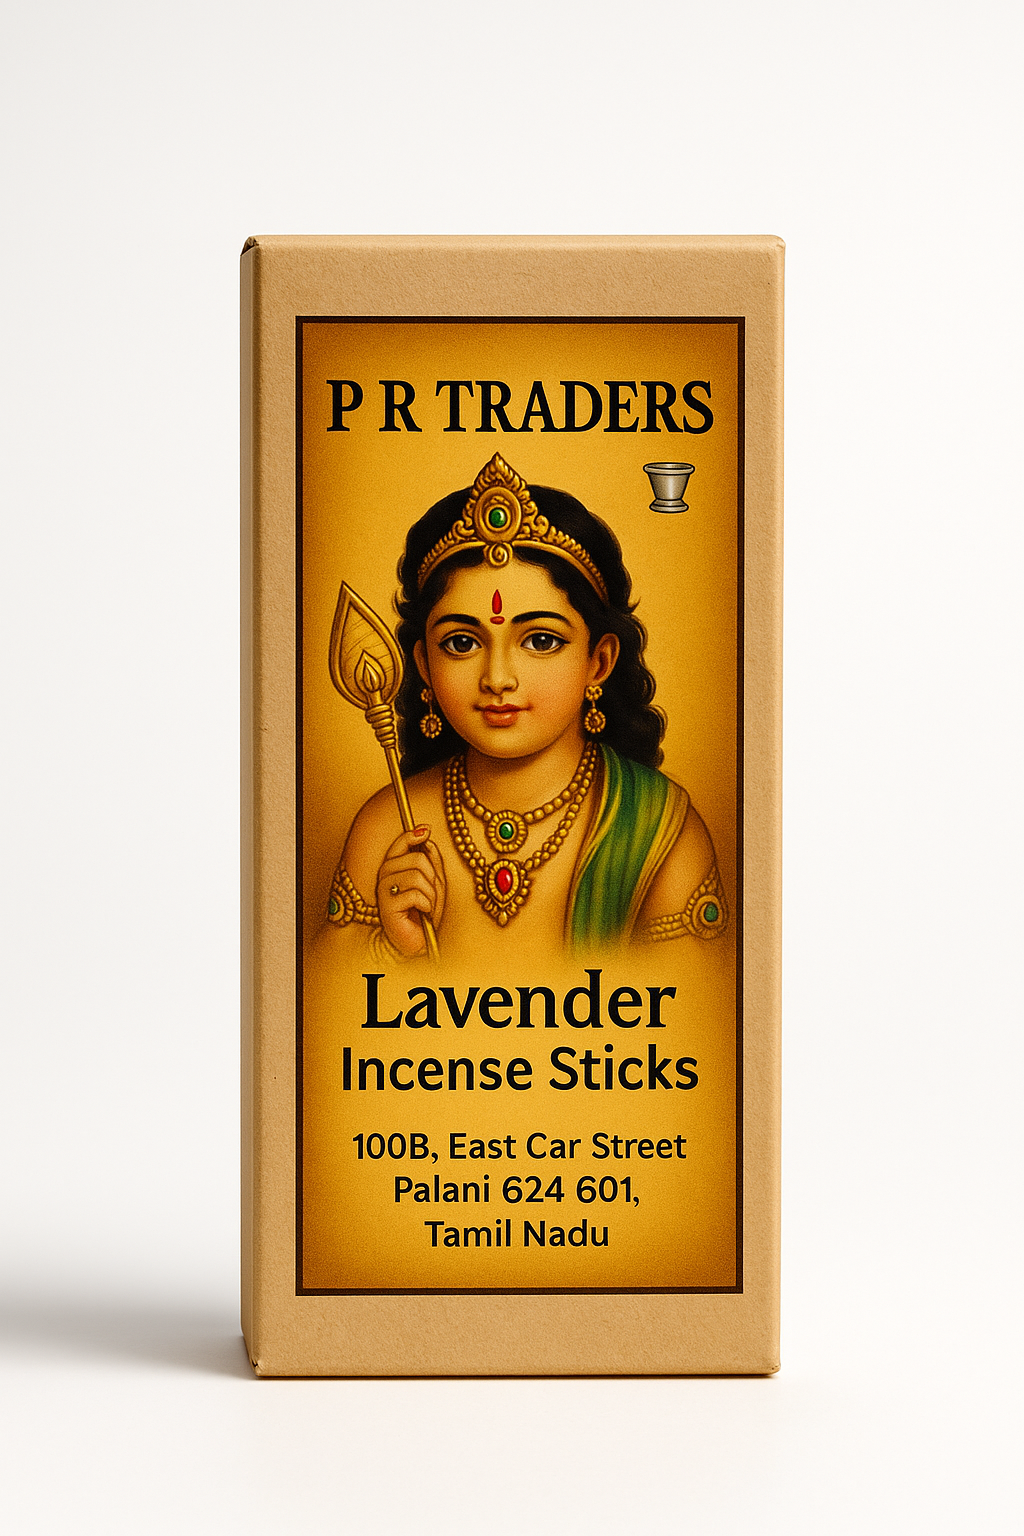 P R TRADERS
Lavender
Incense Sticks
100B, East Car Street
Palani 624 601,
Tamil Nadu